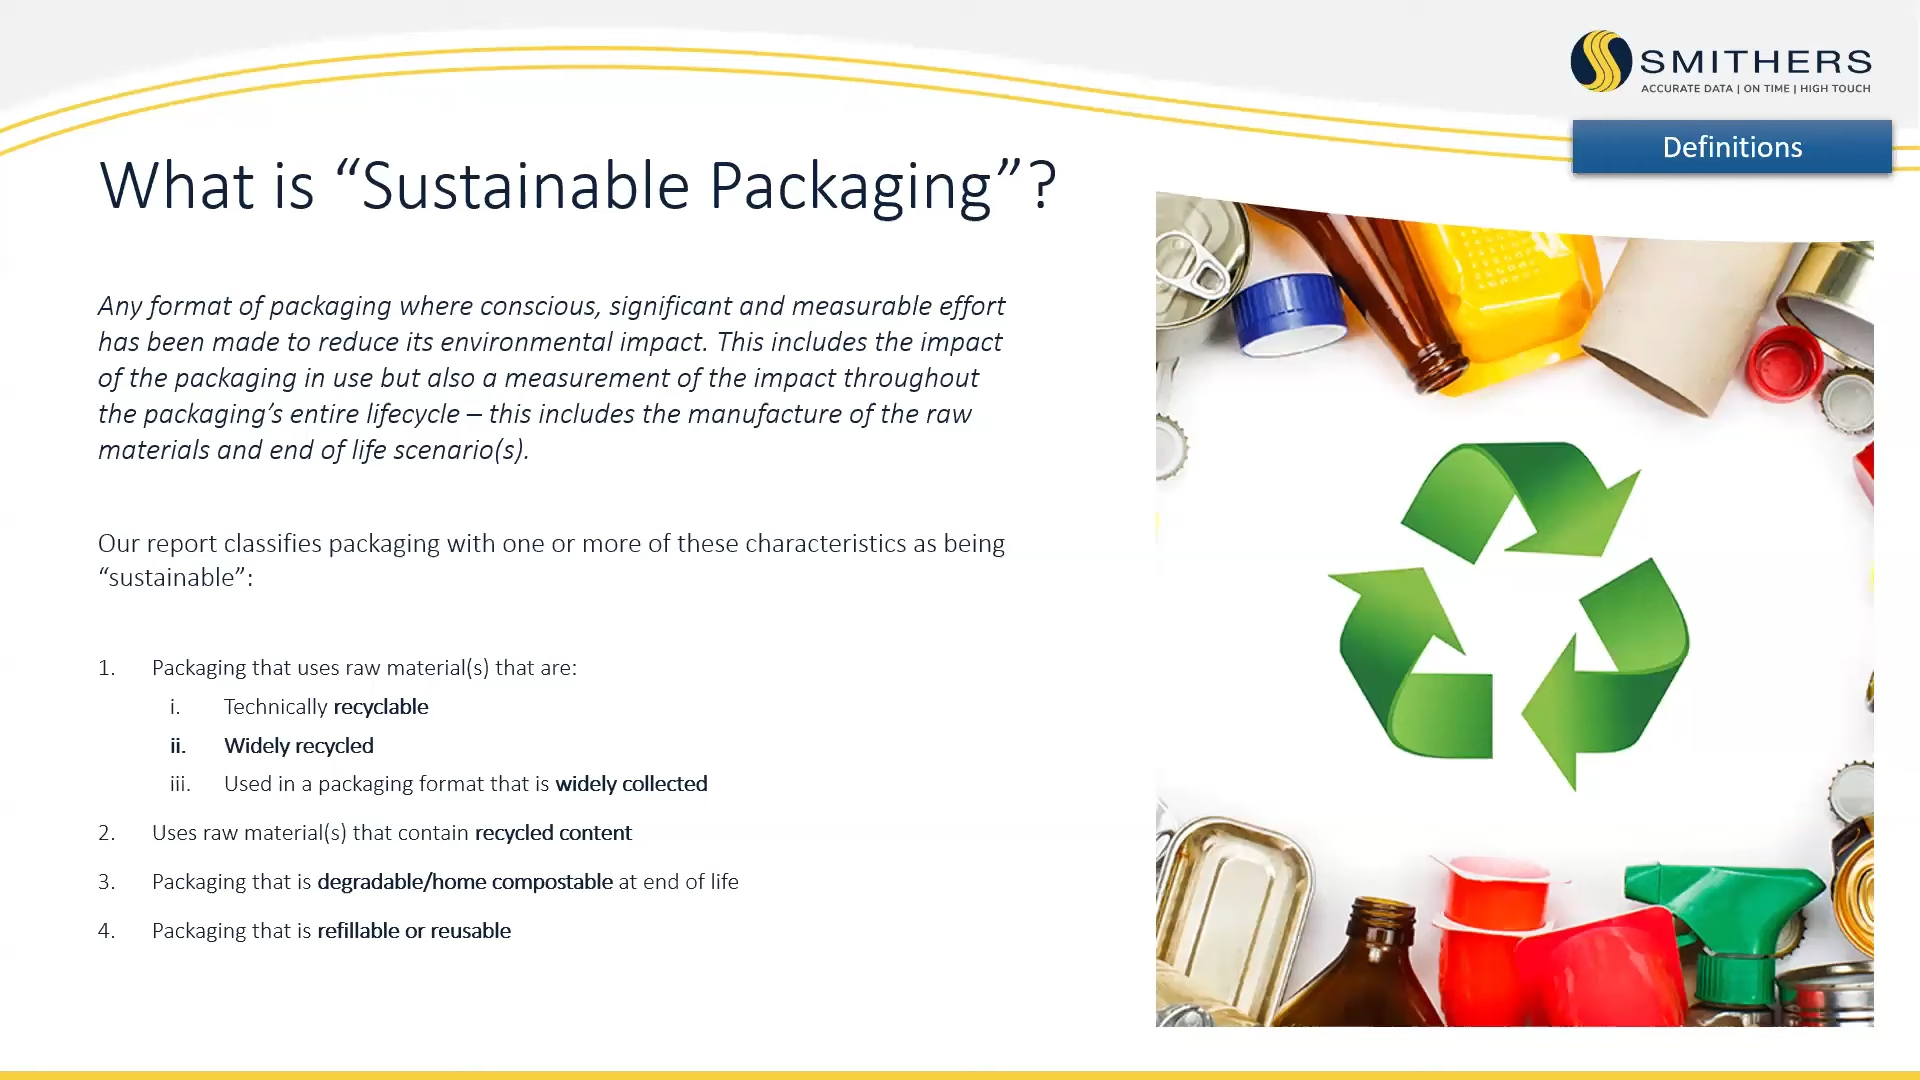 SMITHERS
ACCURATE DATA | ON TIME | HIGH TOUCH
Definitions
What is “Sustainable Packaging”?
Any format of packaging where conscious, significant and measurable effort
has been made to reduce its environmental impact. This includes the impact
of the packaging in use but also a measurement of the impact throughout
the packaging’s entire lifecycle – this includes the manufacture of the raw
materials and end of life scenario(s).
Our report classifies packaging with one or more of these characteristics as being
“sustainable”:
1. Packaging that uses raw material(s) that are:
i. Technically recyclable
ii. Widely recycled
iii. Used in a packaging format that is widely collected
2. Uses raw material(s) that contain recycled content
3. Packaging that is degradable/home compostable at end of life
4. Packaging that is refillable or reusable